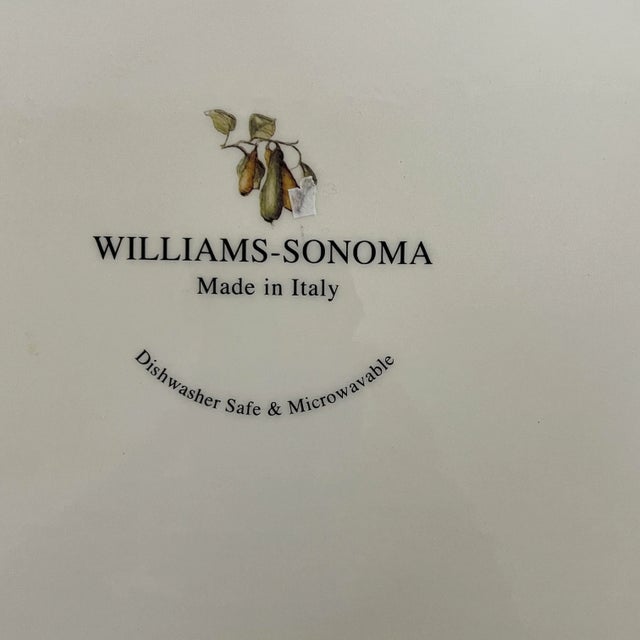 WILLIAMS-SONOMA
Made in Italy
Dishwasher Safe & Microwavable